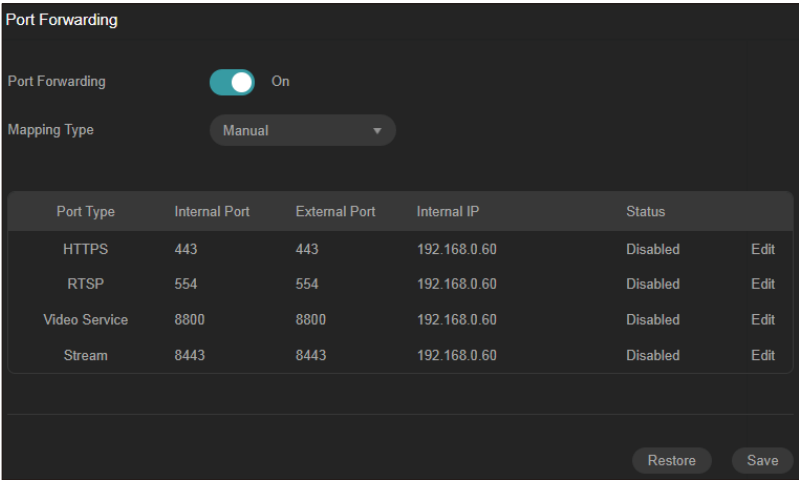 Port Forwarding
Port Forwarding On
Mapping Type Manual
Port Type Internal Port External Port Internal IP Status
HTTPS 443 443 192.168.0.60 Disabled Edit
RTSP 554 554 192.168.0.60 Disabled Edit
Video Service 8800 8800 192.168.0.60 Disabled Edit
Stream 8443 8443 192.168.0.60 Disabled Edit
Restore Save